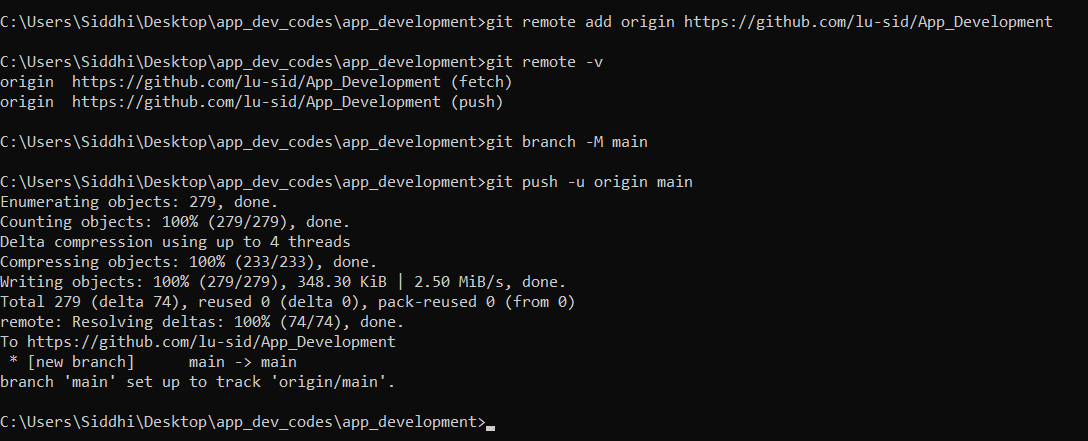 C:\Users\Siddhi\Desktop\app_dev_codes\app_development>git remote add origin https://github.com/lu-sid/App_Development
C:\Users\Siddhi\Desktop\app_dev_codes\app_development>git remote -v
origin  https://github.com/lu-sid/App_Development (fetch)
origin  https://github.com/lu-sid/App_Development (push)
C:\Users\Siddhi\Desktop\app_dev_codes\app_development>git branch -M main
C:\Users\Siddhi\Desktop\app_dev_codes\app_development>git push -u origin main
Enumerating objects: 279, done.
Counting objects: 100% (279/279), done.
Delta compression using up to 4 threads
Compressing objects: 100% (233/233), done.
Writing objects: 100% (279/279), 348.30 KiB | 2.50 MiB/s, done.
Total 279 (delta 74), reused 0 (delta 0), pack-reused 0 (from 0)
remote: Resolving deltas: 100% (74/74), done.
To https://github.com/lu-sid/App_Development
 * [new branch]      main -> main
branch 'main' set up to track 'origin/main'.
C:\Users\Siddhi\Desktop\app_dev_codes\app_development>